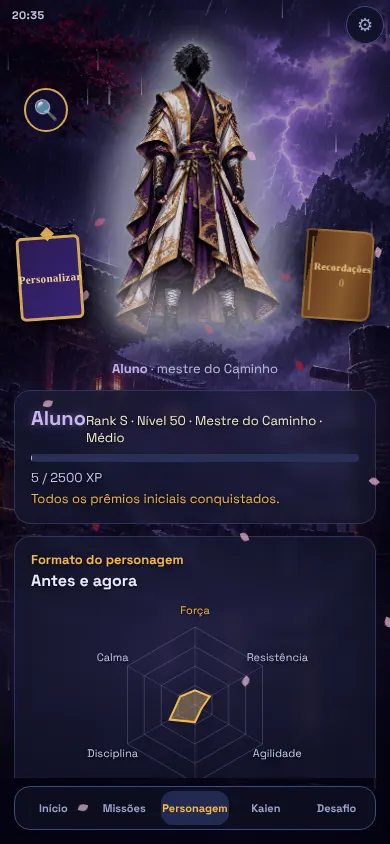 20:35
Personalizar
Recordações
0
Aluno · mestre do Caminho
Aluno Rank S · Nível 50 · Mestre do Caminho ·
Médio
5 / 2500 XP
Todos os prêmios iniciais conquistados.
Formato do personagem
Antes e agora
Força
Calma
Resistência
Disciplina
Agilidade
Início
Missões
Personagem
Kaien
Desafio